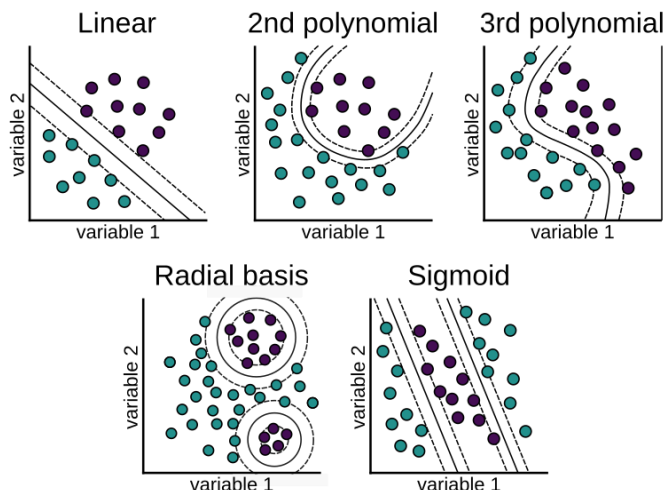 Linear
2nd polynomial
3rd polynomial
variable 2
variable 1
variable 2
variable 1
variable 2
variable 1
Radial basis
Sigmoid
variable 2
variable 1
variable 2
variable 1